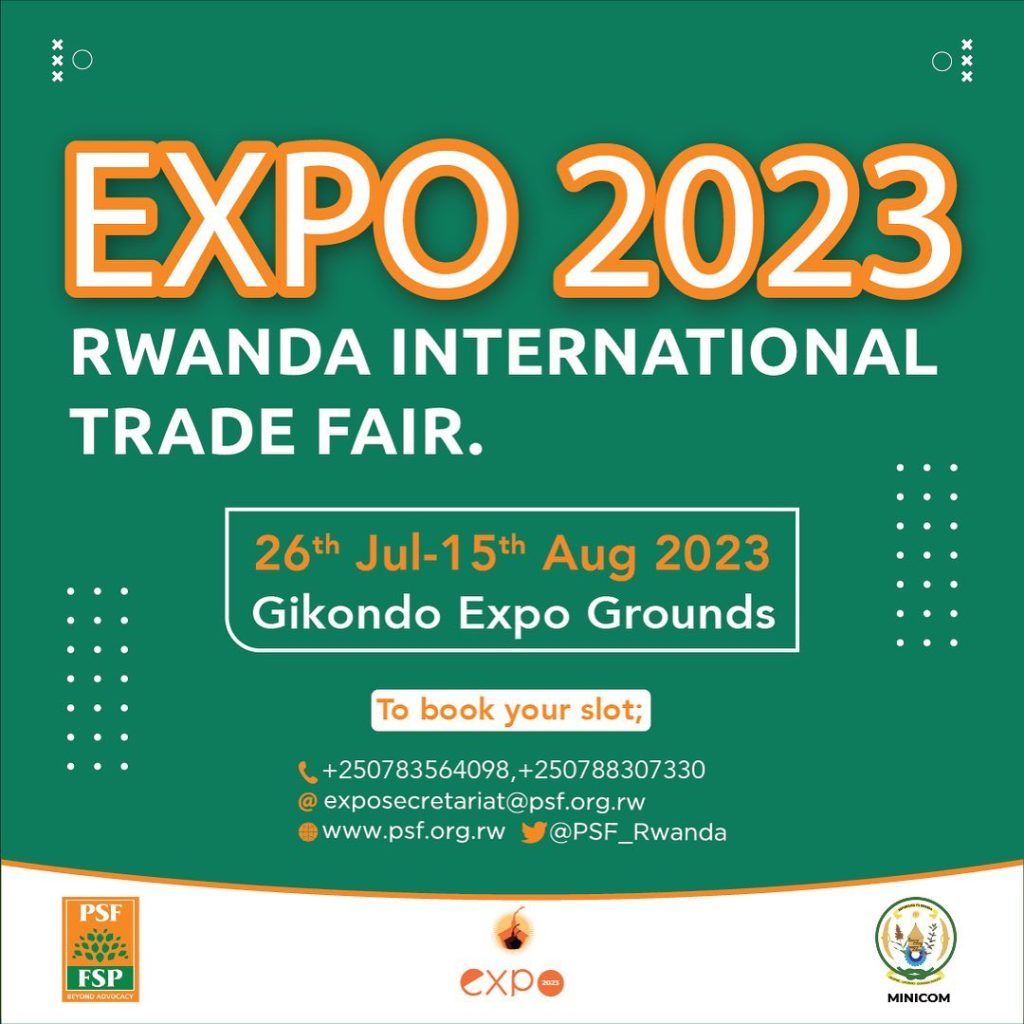 EXPO 2023
RWANDA INTERNATIONAL
TRADE FAIR.
26th Jul-15th Aug 2023
Gikondo Expo Grounds
To book your slot;
+250783564098,+250788307330
@ exposecretariat@psf.org.rw
www.psf.org.rw @PSF_Rwanda
PSF
FSP
BEYOND ADVOCACY
expo 2023
MINICOM